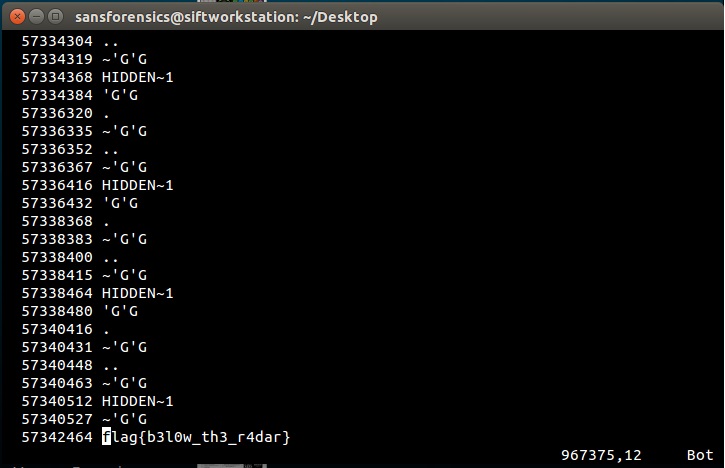 sansforensics@siftworkstation: ~/Desktop
57334304 ..
57334319 ~'G'G
57334368 HIDDEN~1
57334384 'G'G
57336320 .
57336335 ~'G'G
57336352 ..
57336367 ~'G'G
57336416 HIDDEN~1
57336432 'G'G
57338368 .
57338383 ~'G'G
57338400 ..
57338415 ~'G'G
57338464 HIDDEN~1
57338480 'G'G
57340416 .
57340431 ~'G'G
57340448 ..
57340463 ~'G'G
57340512 HIDDEN~1
57340527 ~'G'G
57342464 flag{b3l0w_th3_r4dar}
967375,12 Bot